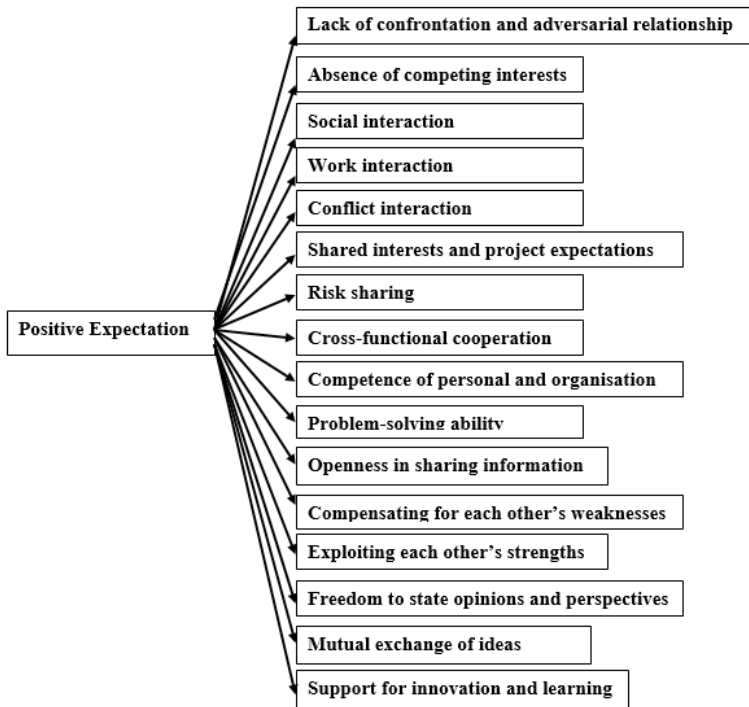 Lack of confrontation and adversarial relationship
Absence of competing interests
Social interaction
Work interaction
Conflict interaction
Shared interests and project expectations
Risk sharing
Positive Expectation
Cross-functional cooperation
Competence of personal and organisation
Problem-solving ability
Openness in sharing information
Compensating for each other’s weaknesses
Exploiting each other’s strengths
Freedom to state opinions and perspectives
Mutual exchange of ideas
Support for innovation and learning